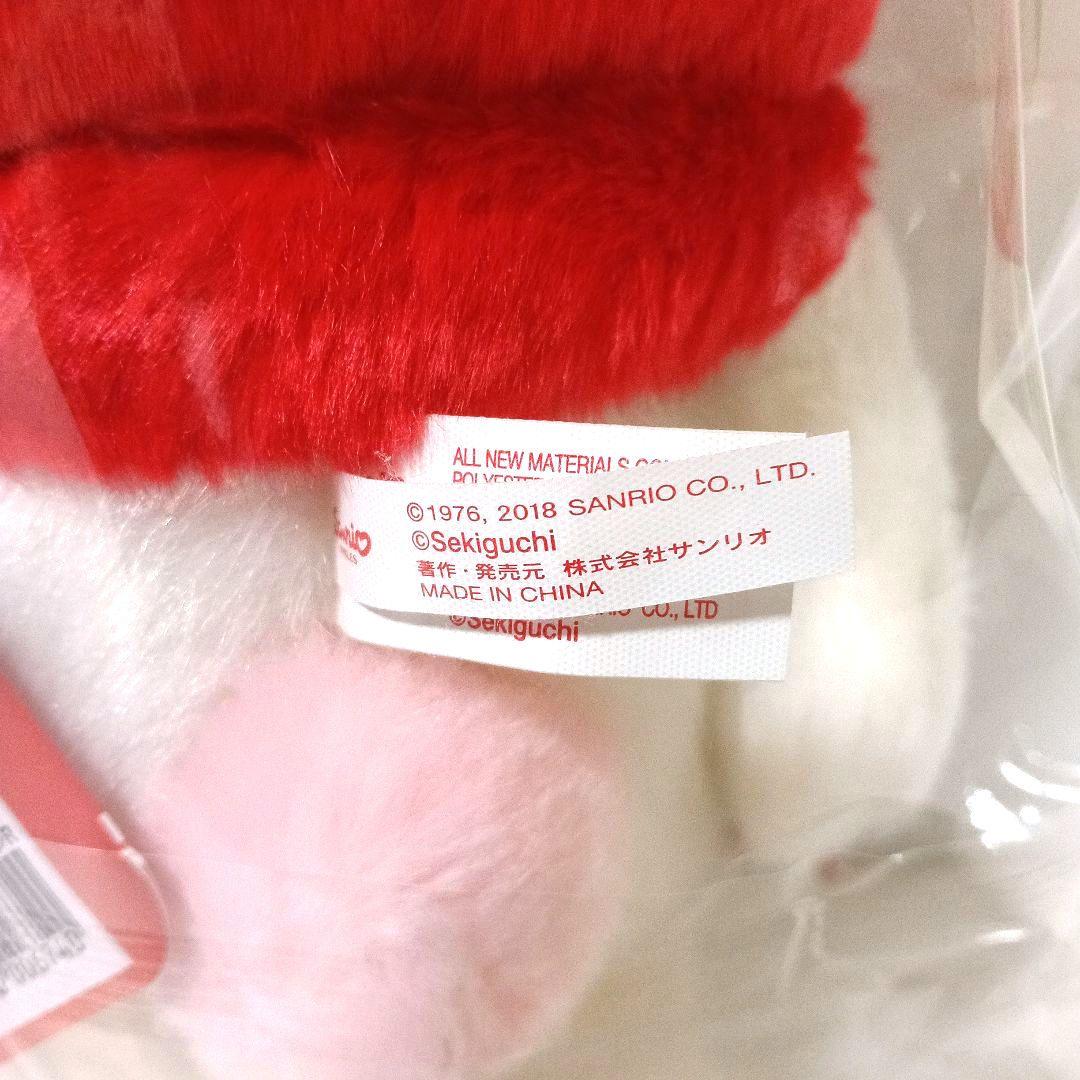 ALL NEW MATERIALS
POLYESTER
©1976, 2018 SANRIO CO., LTD.
©Sekiguchi
著作・発売元 株式会社サンリオ
MADE IN CHINA
CO., LTD
©Sekiguchi